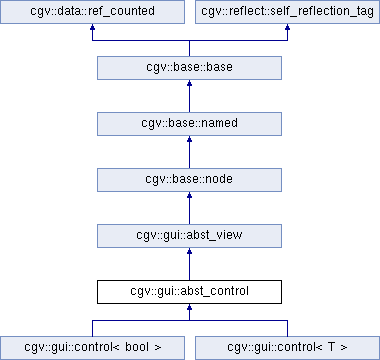 cgv::data::ref_counted
cgv::reflect::self_reflection_tag
cgv::base::base
cgv::base::named
cgv::base::node
cgv::gui::abst_view
cgv::gui::abst_control
cgv::gui::control< bool >
cgv::gui::control< T >